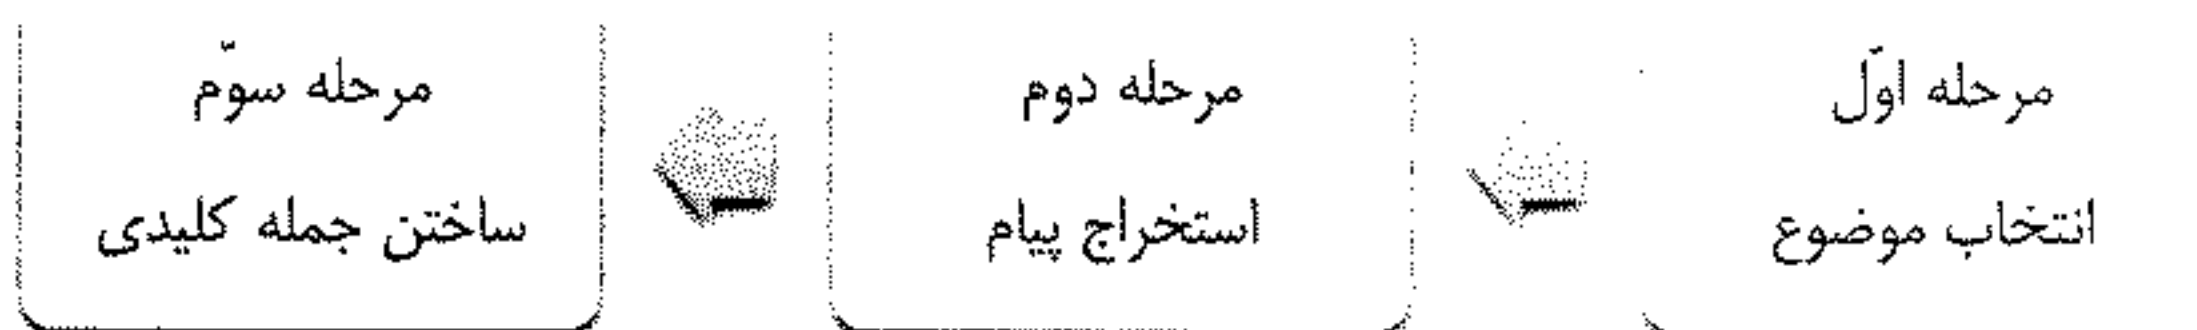 مرحله اوّل
انتخاب موضوع
مرحله دوم
استخراج پیام
مرحله سوّم
ساختن جمله کلیدی